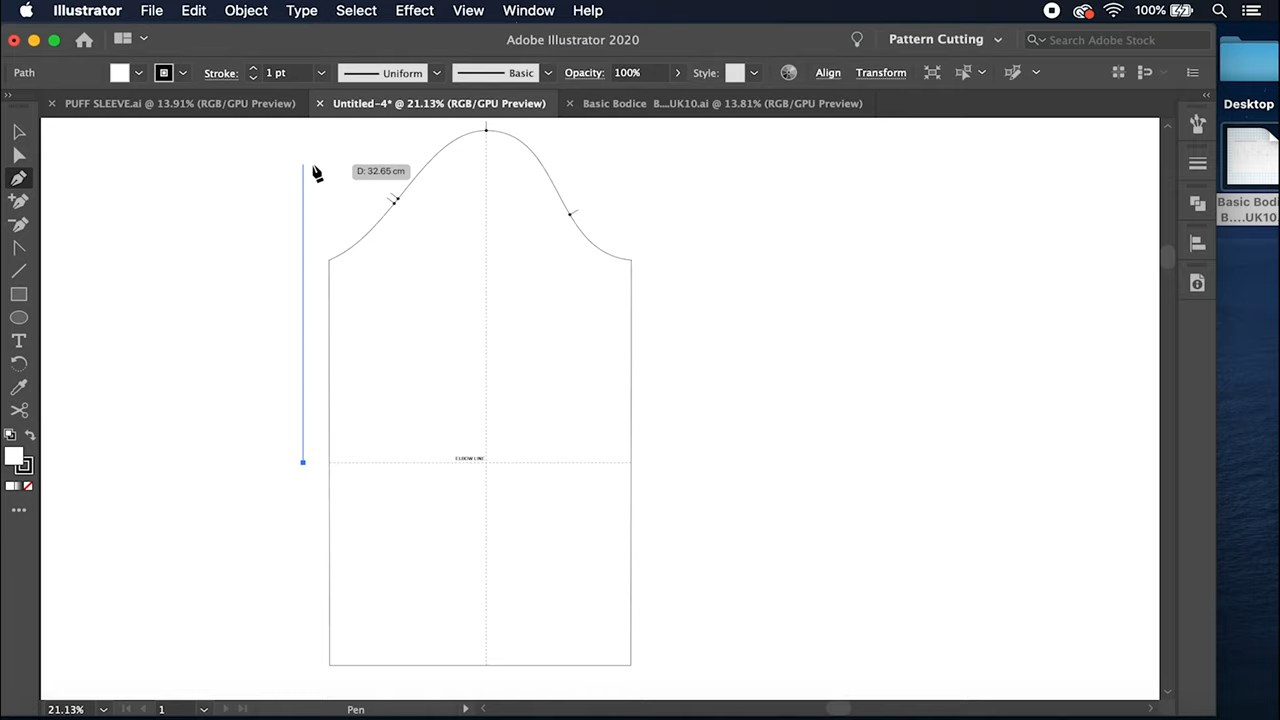 Illustrator File Edit Object Type Select Effect View Window Help 100%
Adobe Illustrator 2020 Pattern Cutting Search Adobe Stock
Path Stroke: 1 pt Uniform Basic Opacity: 100% Style: Align Transform
PUFF SLEEVE.ai @ 13.91% (RGB/GPU Preview) Untitled-4* @ 21.13% (RGB/GPU Preview) Basic Bodice B....UK10.ai @ 13.81% (RGB/GPU Preview)
Desktop
D: 32.65 cm
Basic Bodi
B....UK10
ELBOW LINE
21.13% 1 Pen